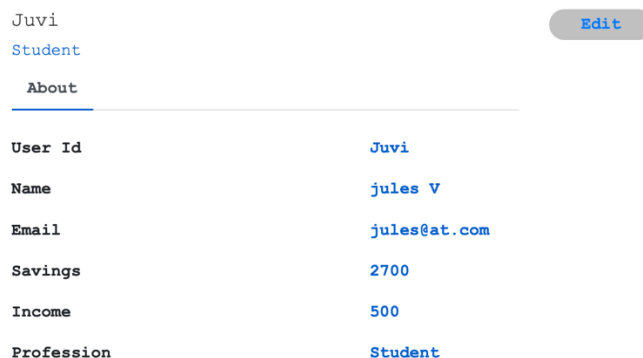 Juvi
Edit
Student
About
User Id Juvi
Name jules V
Email jules@at.com
Savings 2700
Income 500
Profession Student